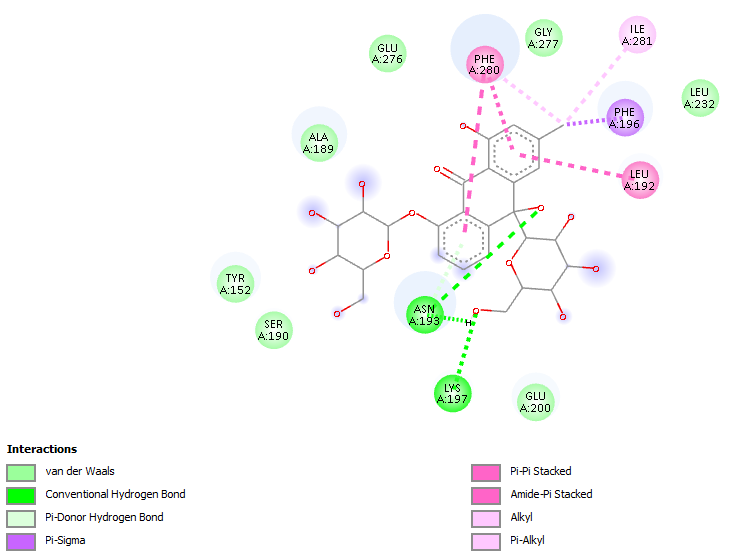 ILE
A:281
GLY
A:277
GLU
A:276
PHE
A:280
LEU
A:232
PHE
A:196
ALA
A:189
LEU
A:192
TYR
A:152
SER
A:190
ASN
A:193
H
LYS
A:197
GLU
A:200
Interactions
van der Waals
Conventional Hydrogen Bond
Pi-Donor Hydrogen Bond
Pi-Sigma
Pi-Pi Stacked
Amide-Pi Stacked
Alkyl
Pi-Alkyl